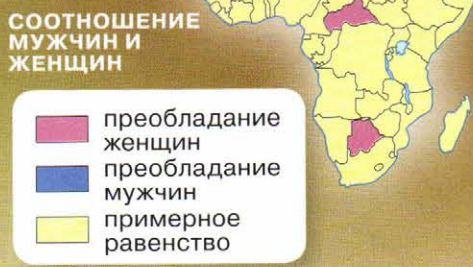 СООТНОШЕНИЕ
МУЖЧИН И
ЖЕНЩИН
преобладание
женщин
преобладание
мужчин
примерное
равенство